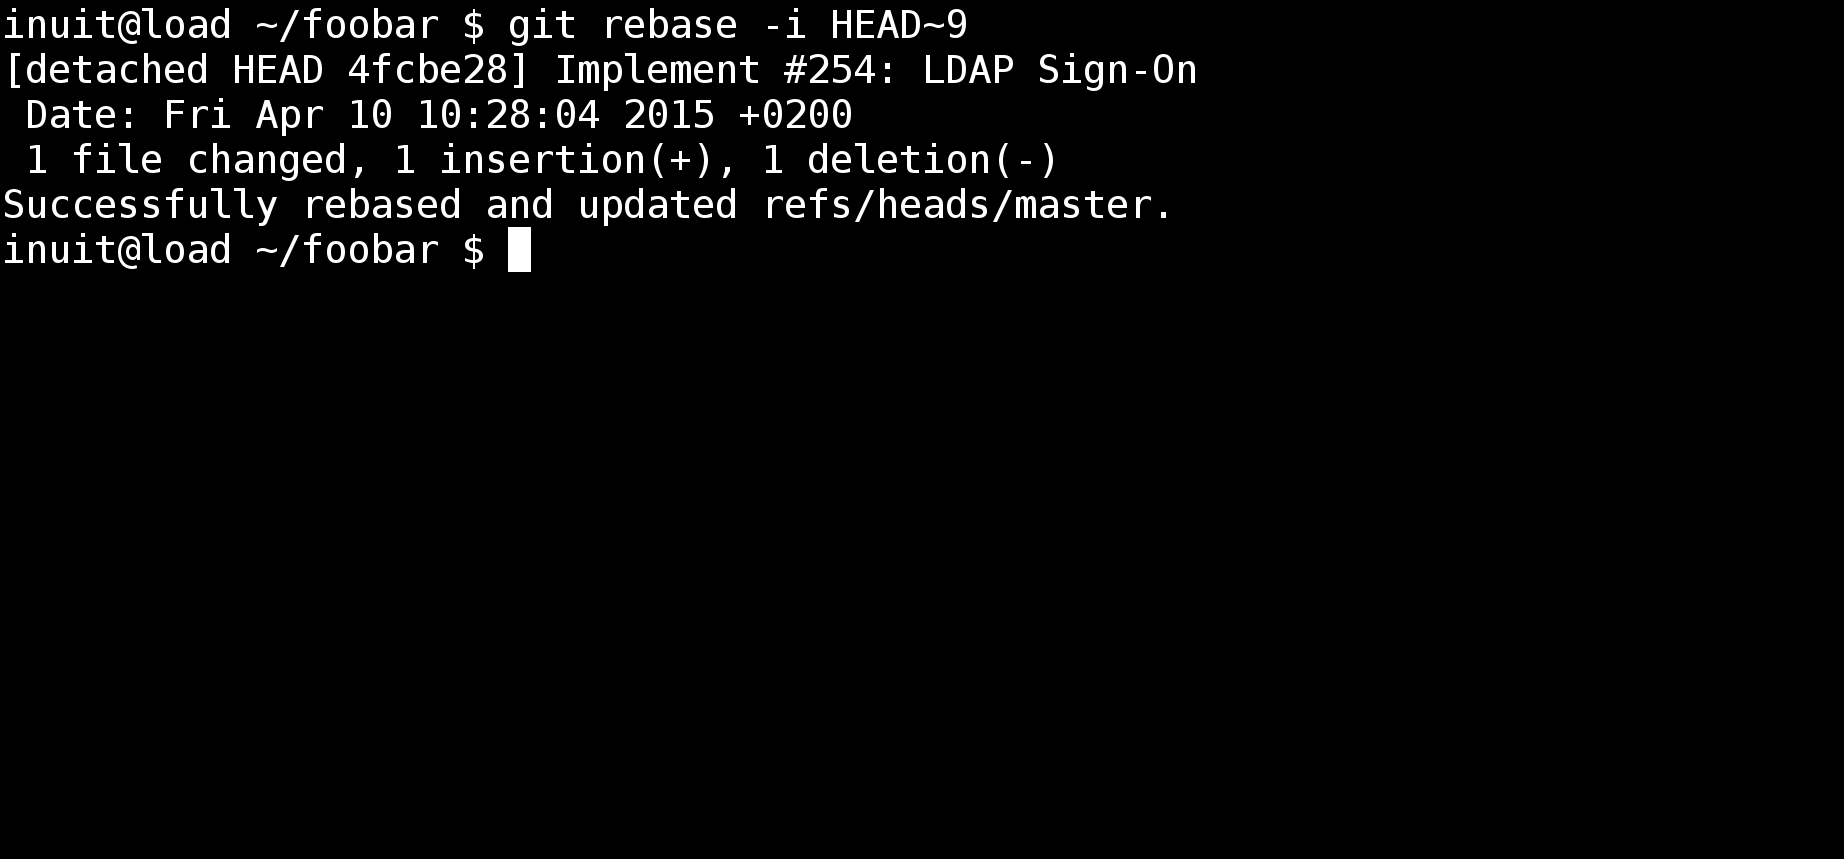 inuit@load ~/foobar $ git rebase -i HEAD~9
[detached HEAD 4fcbe28] Implement #254: LDAP Sign-On
 Date: Fri Apr 10 10:28:04 2015 +0200
 1 file changed, 1 insertion(+), 1 deletion(-)
Successfully rebased and updated refs/heads/master.
inuit@load ~/foobar $